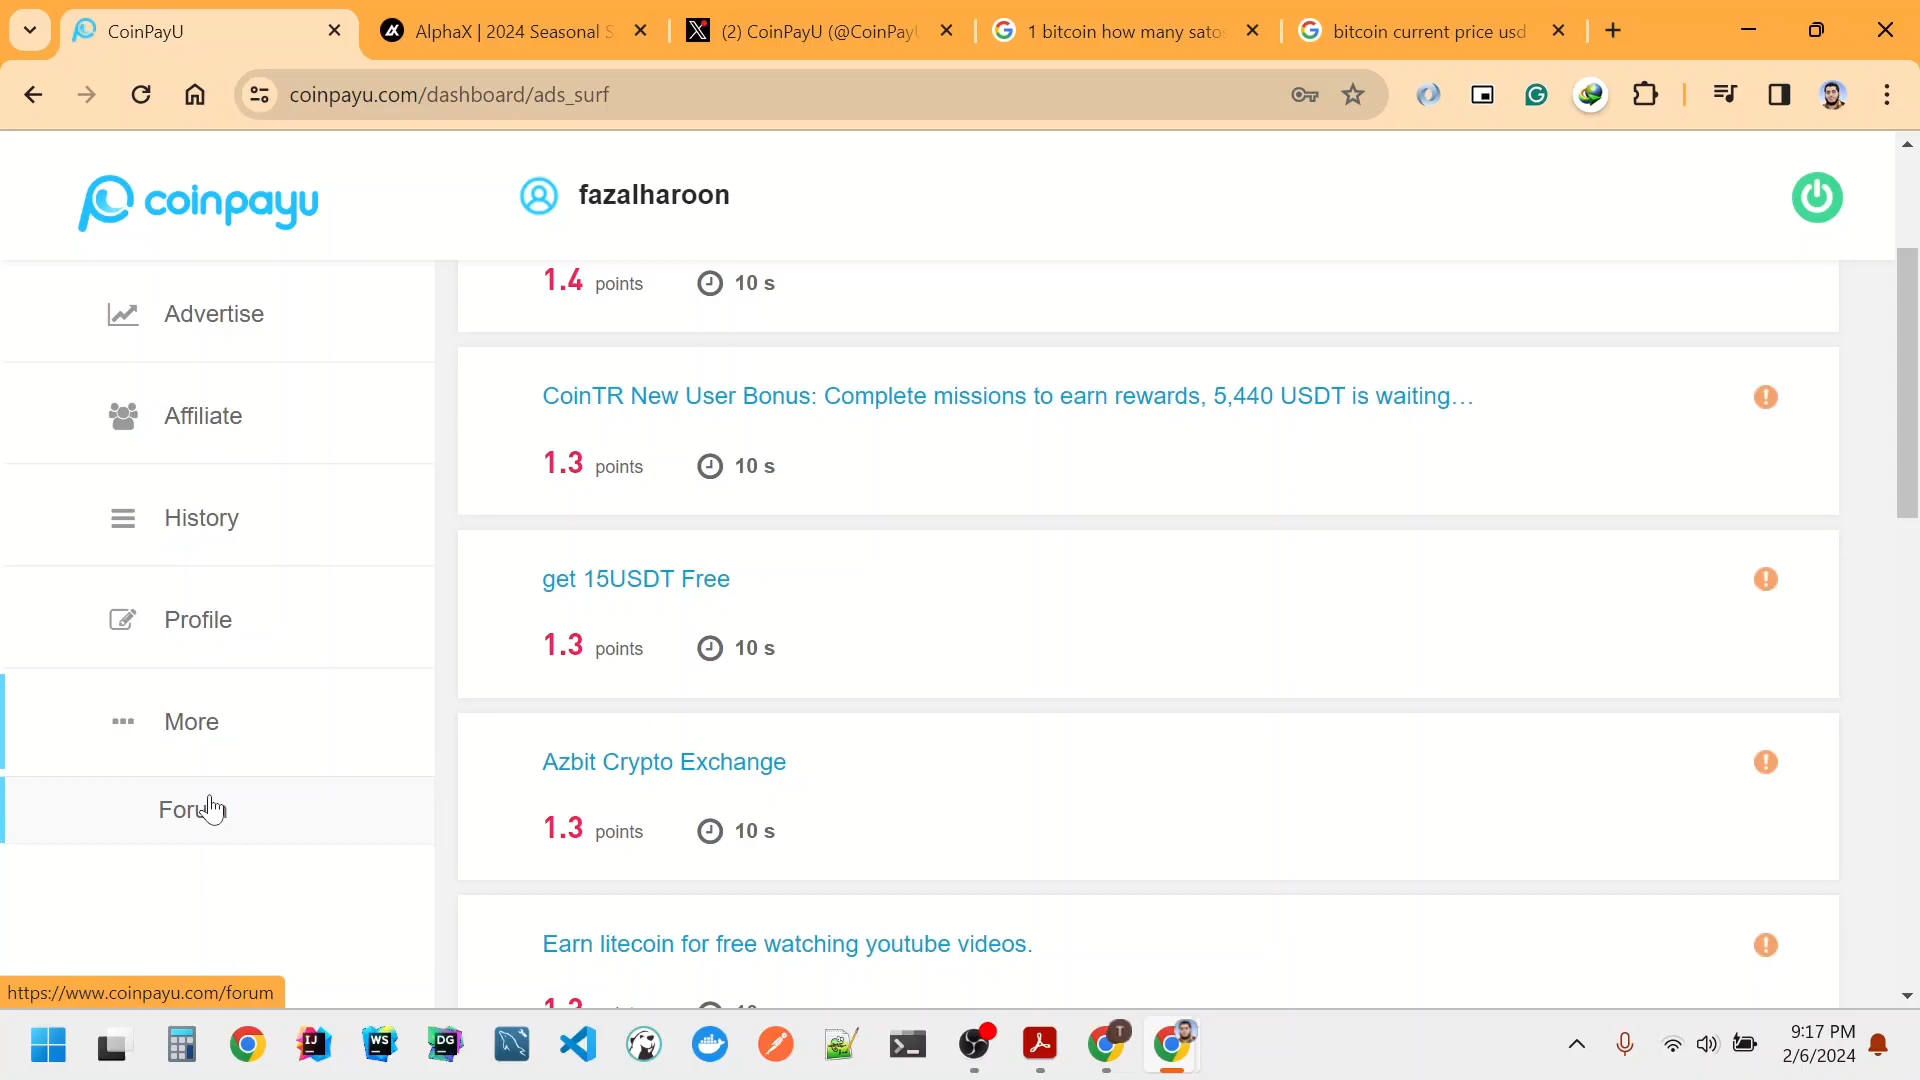 CoinPayU
AlphaX | 2024 Seasonal S
(2) CoinPayU (@CoinPayU
1 bitcoin how many sato
bitcoin current price usd
coinpayu.com/dashboard/ads_surf
coinpayu
fazalharoon
Advertise
Affiliate
History
Profile
More
Forum
1.4 points 10 s
CoinTR New User Bonus: Complete missions to earn rewards, 5,440 USDT is waiting…
1.3 points 10 s
get 15USDT Free
1.3 points 10 s
Azbit Crypto Exchange
1.3 points 10 s
Earn litecoin for free watching youtube videos.
https://www.coinpayu.com/forum
IJ
WS
DG
T
9:17 PM
2/6/2024